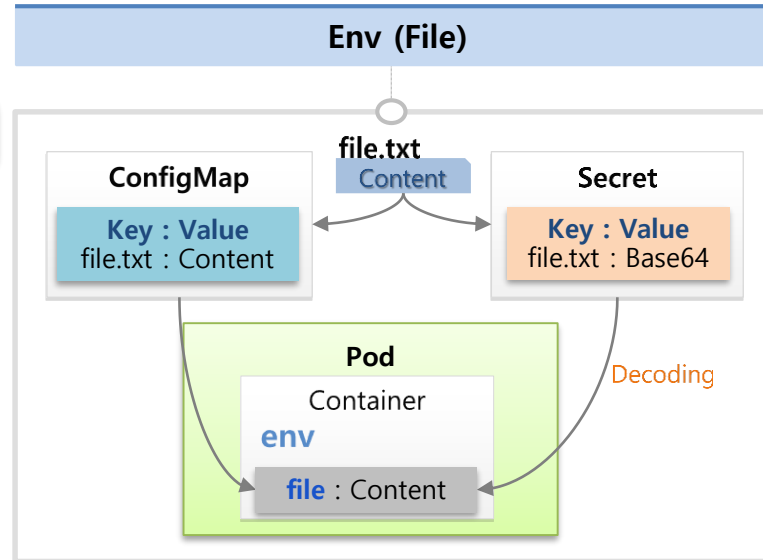 Env (File)
file.txt
Content
ConfigMap
Key : Value
file.txt : Content
Secret
Key : Value
file.txt : Base64
Decoding
Pod
Container
env
file : Content